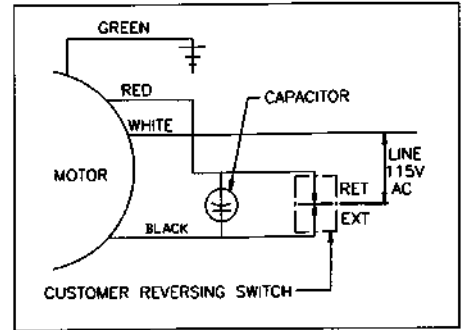 GREEN
RED
CAPACITOR
WHITE
LINE
115V
AC
MOTOR
RET
EXT
BLACK
CUSTOMER REVERSING SWITCH